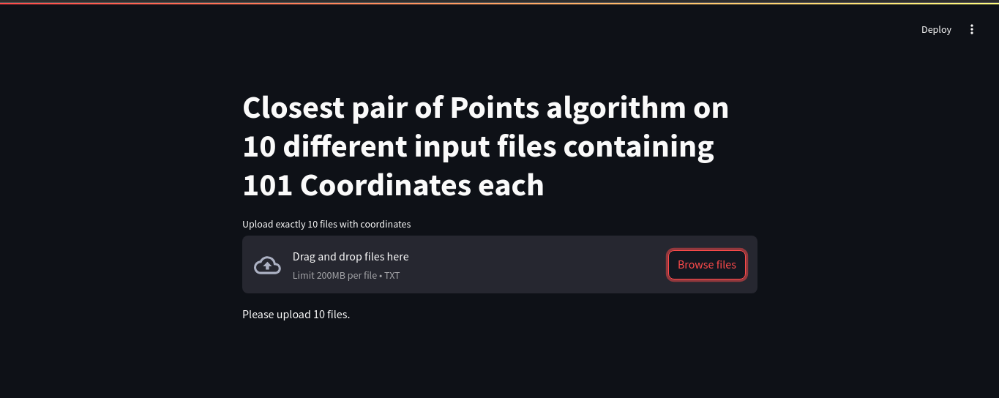 Deploy
Closest pair of Points algorithm on
10 different input files containing
101 Coordinates each
Upload exactly 10 files with coordinates
Drag and drop files here
Limit 200MB per file • TXT
Browse files
Please upload 10 files.